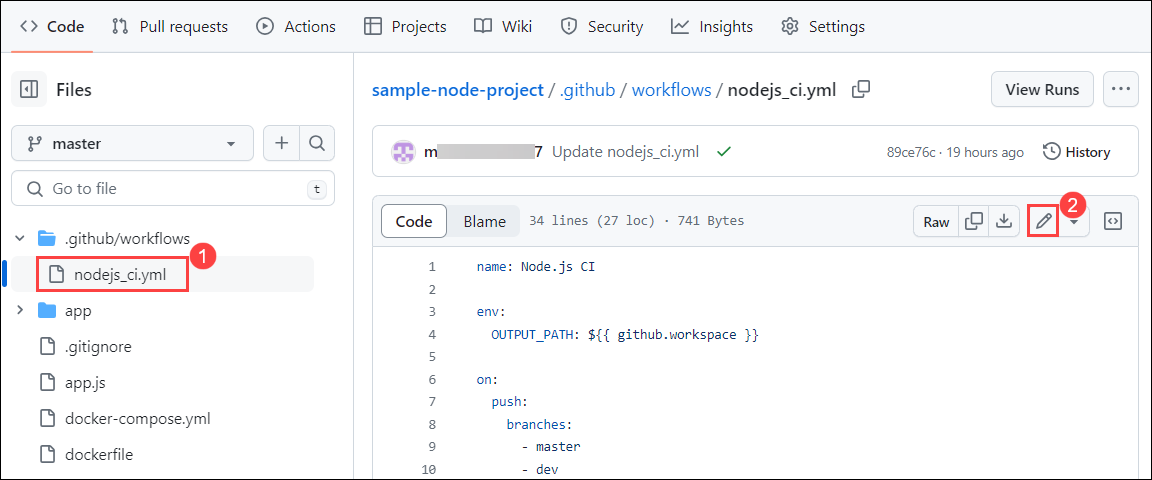 Code Pull requests Actions Projects Wiki Security Insights Settings
Files
master
Go to file t
.github/workflows
nodejs_ci.yml 1
app
.gitignore
app.js
docker-compose.yml
dockerfile
sample-node-project / .github / workflows / nodejs_ci.yml View Runs
m 7 Update nodejs_ci.yml 89ce76c · 19 hours ago History
Code Blame 34 lines (27 loc) · 741 Bytes Raw 2
1 name: Node.js CI
2
3 env:
4 OUTPUT_PATH: ${{ github.workspace }}
5
6 on:
7 push:
8 branches:
9 - master
10 - dev